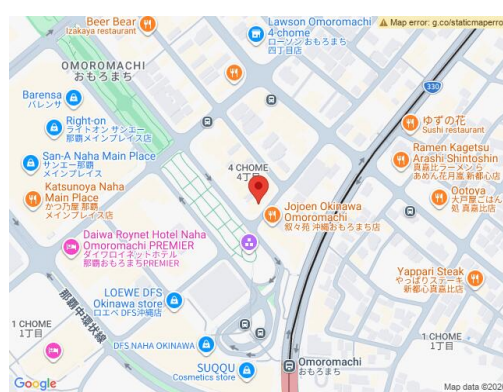 Beer Bear
Izakaya restaurant
Lawson Omoromachi
4-chome
ローソン おもろまち
四丁目店
⚠ Map error: g.co/staticmaperro
OMOROMACHI
おもろまち
330
Barensa
バレンサ
Right-on
ライトオン サンエー
那覇メインプレイス店
ゆずの花
Sushi restaurant
San-A Naha Main Place
サンエー那覇
メインプレイス
Ramen Kagetsu
Arashi Shintoshin
真嘉比ラーメン ら
あめん花月嵐 新都心店
4 CHOME
4丁目
Katsunoya Naha
Main Place
かつ乃屋 那覇
メインプレイス店
Jojoen Okinawa
Omoromachi
叙々苑 沖縄おもろまち店
Ootoya
大戸屋ごはん
処 真嘉比店
Daiwa Roynet Hotel Naha
Omoromachi PREMIER
ダイワロイネットホテル
那覇おもろまちPREMIER
Yappari Steak
やっぱりステーキ
新都心真嘉比店
LOEWE DFS
Okinawa store
ロエベ DFS沖縄店
那覇中環状線
1 CHOME
1丁目
DFS NAHA OKINAWA
1 CHOME
1丁目
SUQQU
Cosmetics store
Omoromachi
おもろまち
Google
Map data ©2026